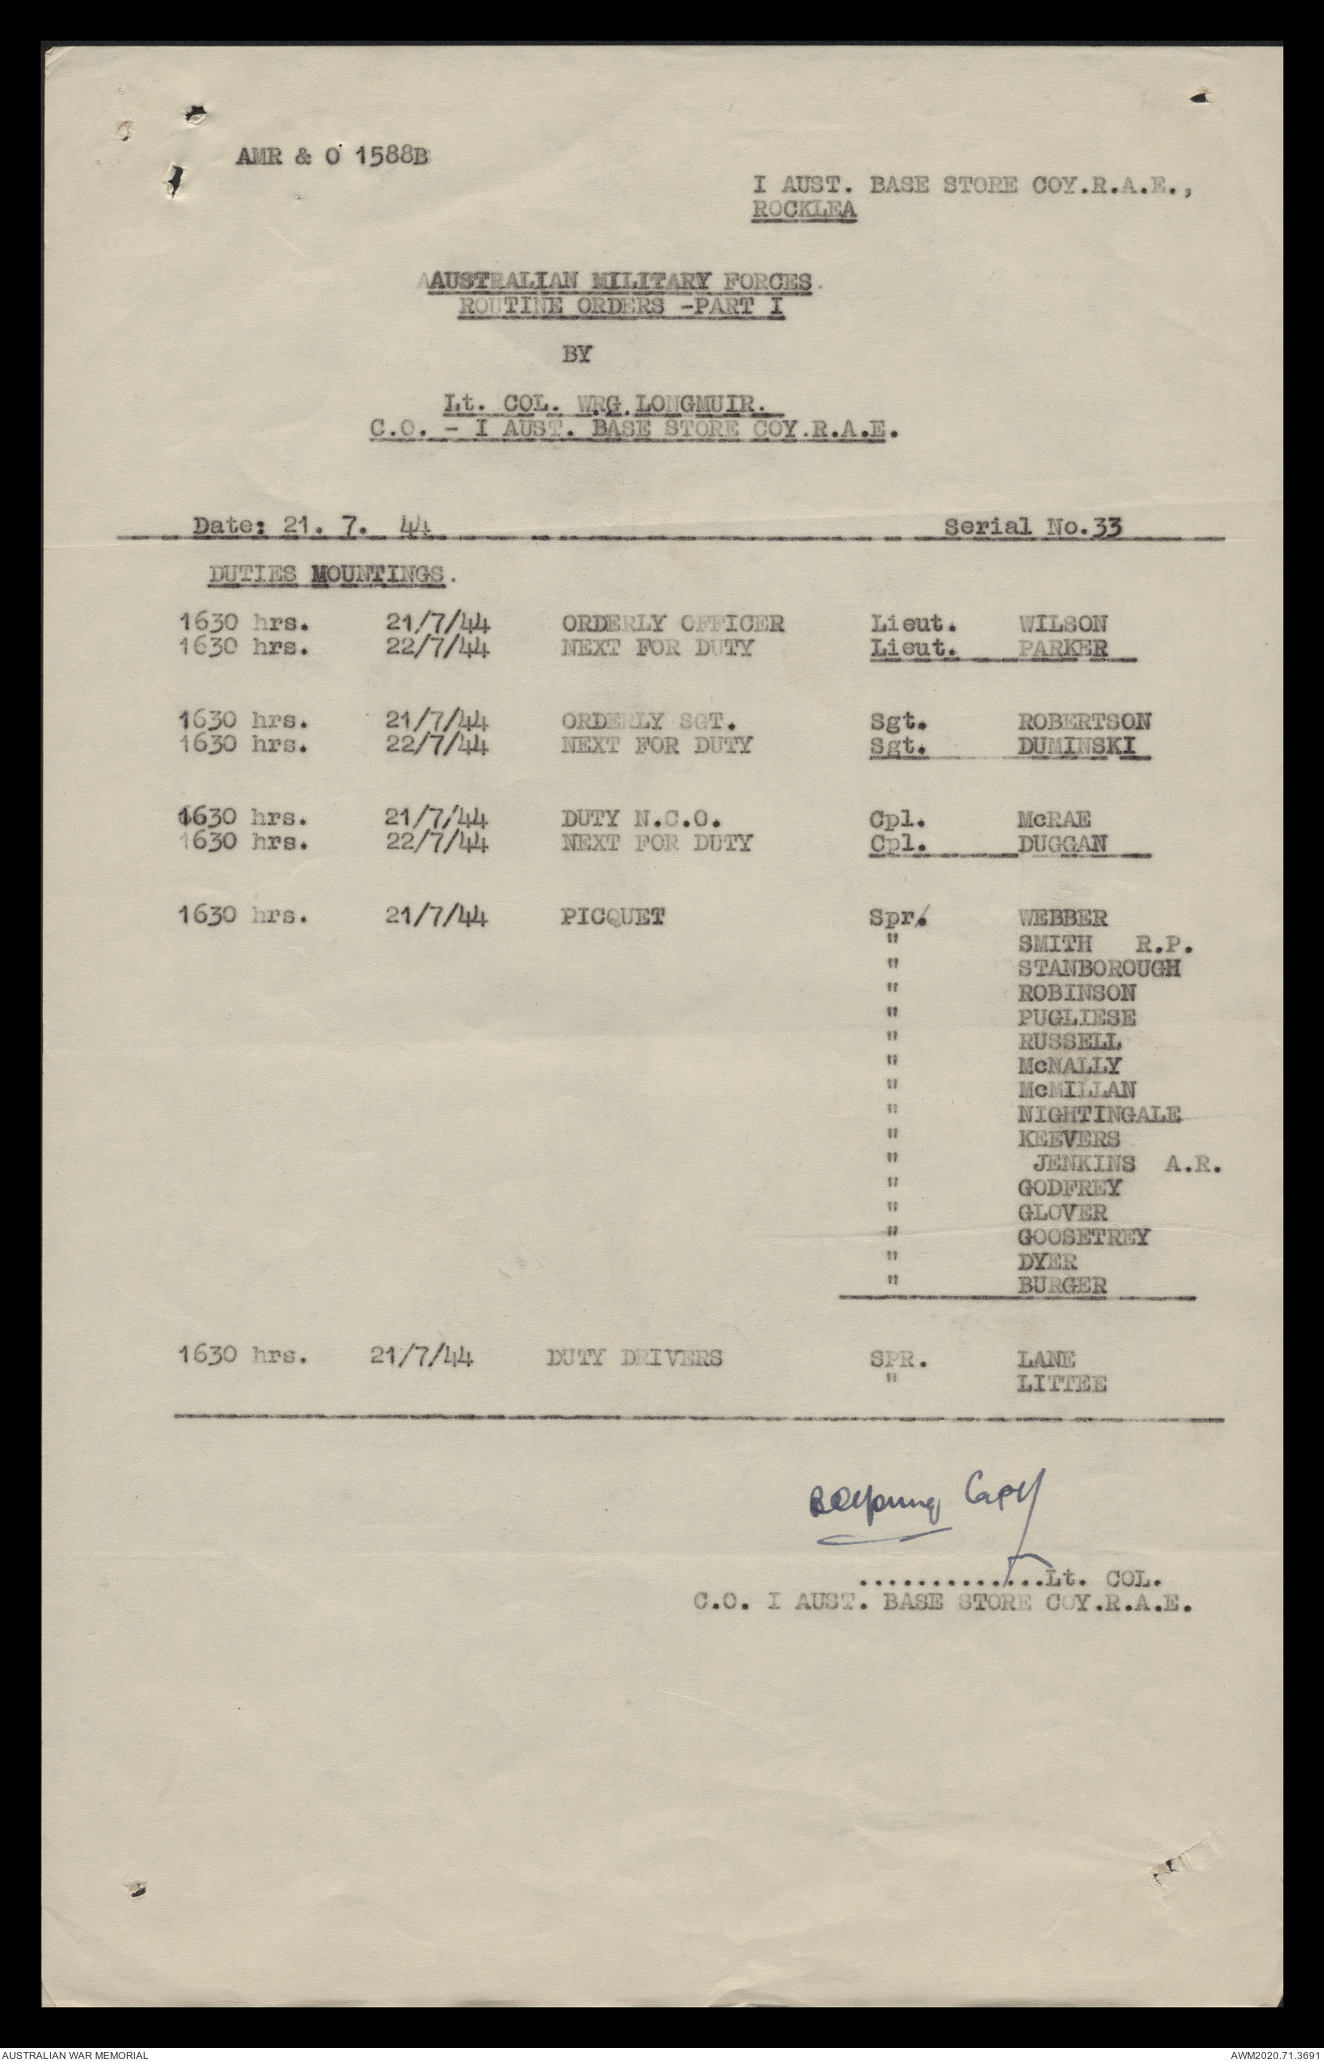 AMR & O 1588B
I AUST. BASE STORE COY.R.A.E.,
ROCKLEA
AAUSTRALIAN MILITARY FORCES.
ROUTINE ORDERS -PART I
BY
Lt. COL. WRG.LONGMUIR.
C.O. - I AUST. BASE STORE COY.R.A.E.
Date: 21. 7. 44 Serial No.33
DUTIES MOUNTINGS.
1630 hrs. 21/7/44 ORDERLY OFFICER Lieut. WILSON
1630 hrs. 22/7/44 NEXT FOR DUTY Lieut. PARKER
1630 hrs. 21/7/44 ORDERLY SGT. Sgt. ROBERTSON
1630 hrs. 22/7/44 NEXT FOR DUTY Sgt. DUMINSKI
1630 hrs. 21/7/44 DUTY N.C.O. Cpl. McRAE
1630 hrs. 22/7/44 NEXT FOR DUTY Cpl. DUGGAN
1630 hrs. 21/7/44 PICQUET Spr. WEBBER
" SMITH R.P.
" STANBOROUGH
" ROBINSON
" PUGLIESE
" RUSSELL
" McNALLY
" McMILLAN
" NIGHTINGALE
" KEEVERS
" JENKINS A.R.
" GODFREY
" GLOVER
" GOOSETREY
" DYER
" BURGER
1630 hrs. 21/7/44 DUTY DRIVERS SPR. LANE
" LITTEE
Capt
..............Lt. COL.
C.O. I AUST. BASE STORE COY.R.A.E.
AUSTRALIAN WAR MEMORIAL AWM2020.71.3691